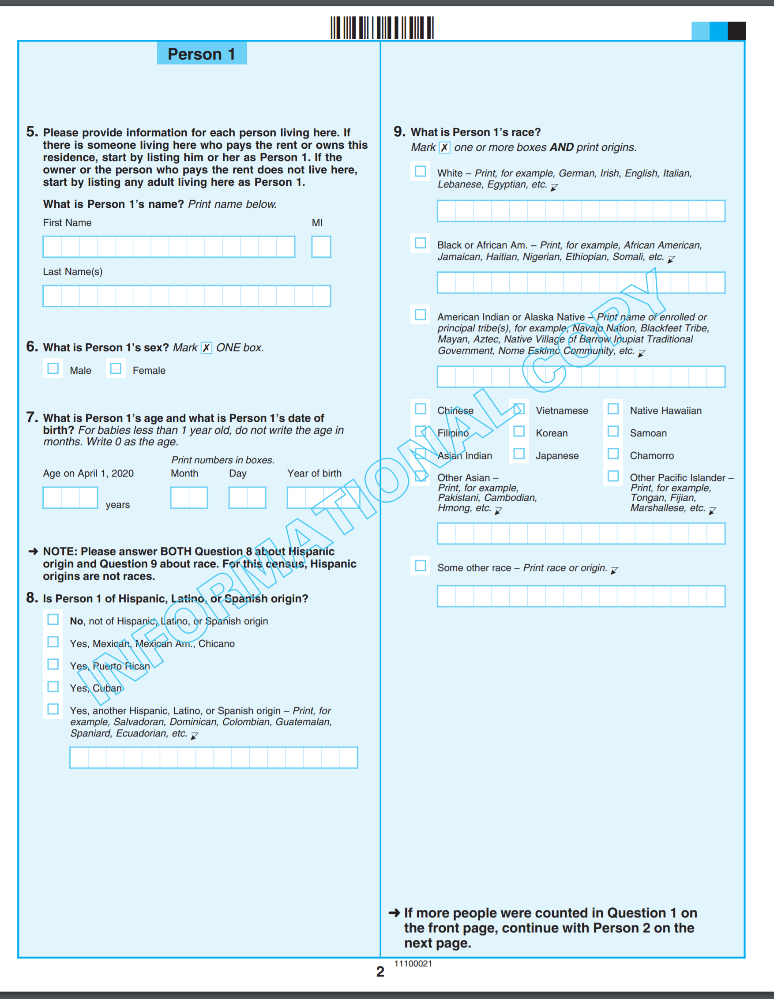 Person 1
5. Please provide information for each person living here. If
there is someone living here who pays the rent or owns this
residence, start by listing him or her as Person 1. If the
owner or the person who pays the rent does not live here,
start by listing any adult living here as Person 1.
What is Person 1’s name? Print name below.
First Name MI
Last Name(s)
6. What is Person 1’s sex? Mark ✗ ONE box.
Male Female
7. What is Person 1’s age and what is Person 1’s date of
birth? For babies less than 1 year old, do not write the age in
months. Write 0 as the age.
Print numbers in boxes.
Age on April 1, 2020 Month Day Year of birth
years
➜ NOTE: Please answer BOTH Question 8 about Hispanic
origin and Question 9 about race. For this census, Hispanic
origins are not races.
8. Is Person 1 of Hispanic, Latino, or Spanish origin?
No, not of Hispanic, Latino, or Spanish origin
Yes, Mexican, Mexican Am., Chicano
Yes, Puerto Rican
Yes, Cuban
Yes, another Hispanic, Latino, or Spanish origin – Print, for
example, Salvadoran, Dominican, Colombian, Guatemalan,
Spaniard, Ecuadorian, etc.
9. What is Person 1’s race?
Mark ✗ one or more boxes AND print origins.
White – Print, for example, German, Irish, English, Italian,
Lebanese, Egyptian, etc.
Black or African Am. – Print, for example, African American,
Jamaican, Haitian, Nigerian, Ethiopian, Somali, etc.
American Indian or Alaska Native – Print name of enrolled or
principal tribe(s), for example, Navajo Nation, Blackfeet Tribe,
Mayan, Aztec, Native Village of Barrow Inupiat Traditional
Government, Nome Eskimo Community, etc.
Chinese Vietnamese Native Hawaiian
Filipino Korean Samoan
Asian Indian Japanese Chamorro
Other Asian –
Print, for example,
Pakistani, Cambodian,
Hmong, etc.
Other Pacific Islander –
Print, for example,
Tongan, Fijian,
Marshallese, etc.
Some other race – Print race or origin.
➜ If more people were counted in Question 1 on
the front page, continue with Person 2 on the
next page.
INFORMATIONAL COPY
11100021
2